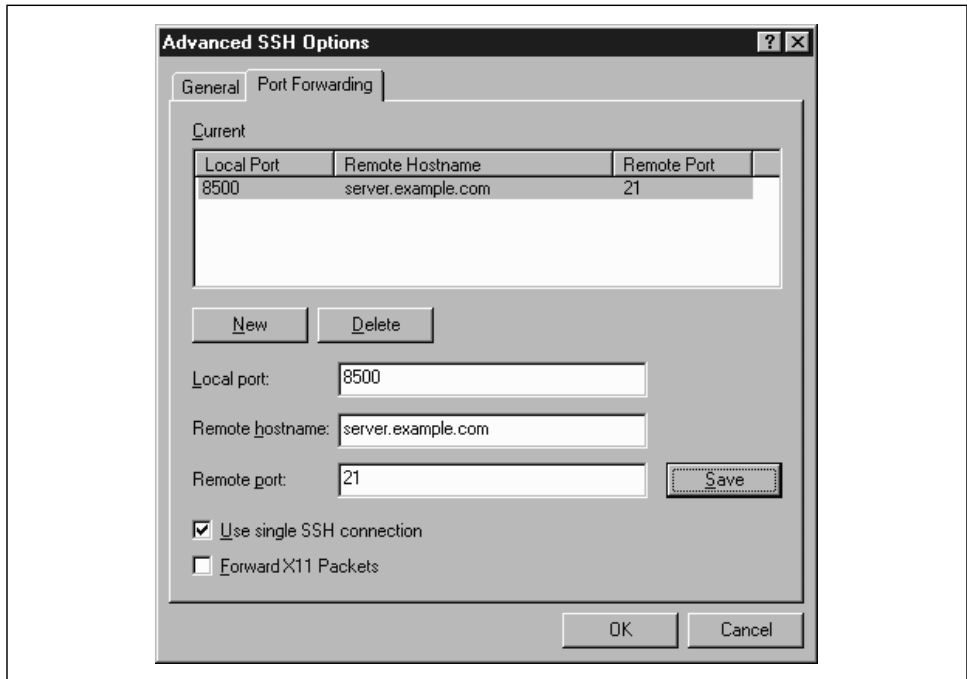 Advanced SSH Options
General Port Forwarding
Current
Local Port Remote Hostname Remote Port
8500 server.example.com 21
New Delete
Local port: 8500
Remote hostname: server.example.com
Remote port: 21 Save
Use single SSH connection
Forward X11 Packets
OK Cancel